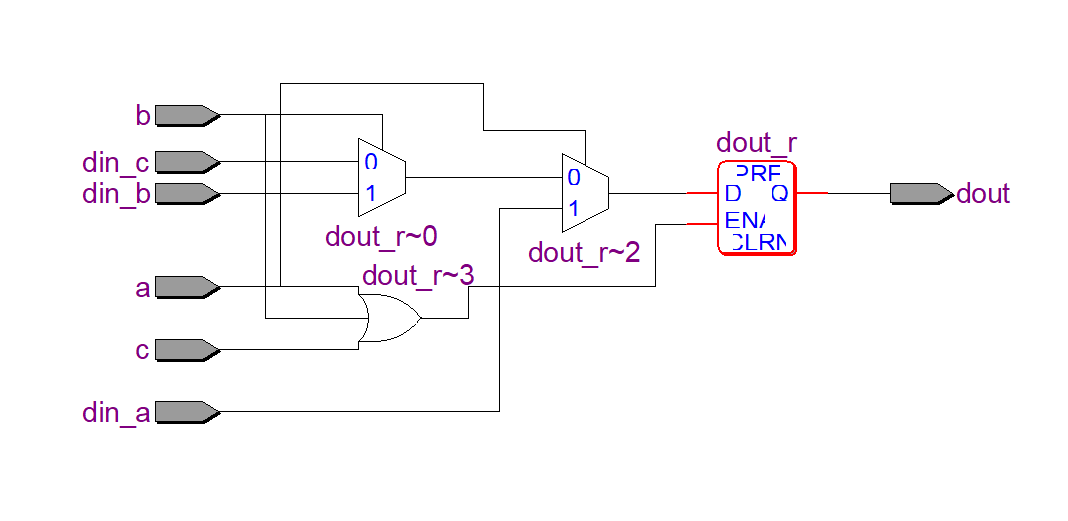 b
din_c
din_b
a
c
din_a
0
1
dout_r~0
dout_r~3
0
1
dout_r~2
dout_r
PRE
D Q
ENA
CLRN
dout